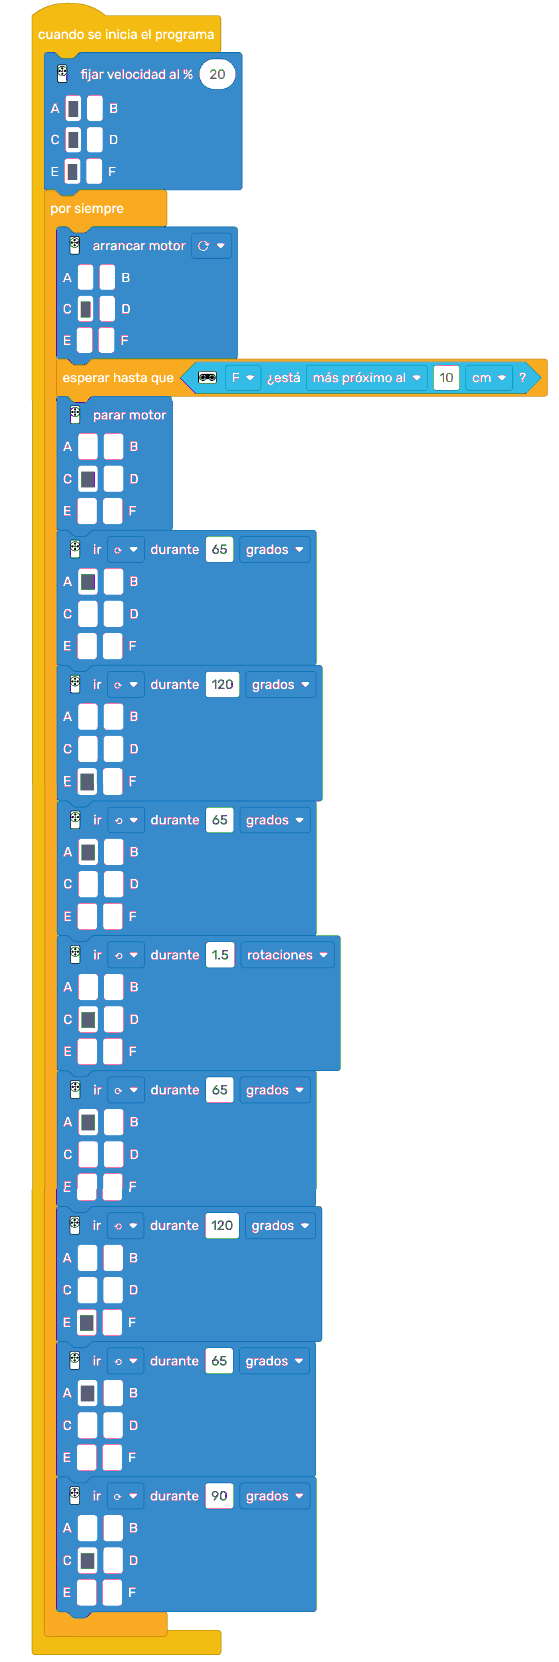 cuando se inicia el programa
fijar velocidad al % 20
A B
C D
E F
por siempre
arrancar motor
A B
C D
E F
esperar hasta que F ¿está más próximo al 10 cm ?
parar motor
A B
C D
E F
ir durante 65 grados
A B
C D
E F
ir durante 120 grados
A B
C D
E F
ir durante 65 grados
A B
C D
E F
ir durante 1.5 rotaciones
A B
C D
E F
ir durante 65 grados
A B
C D
E F
ir durante 120 grados
A B
C D
E F
ir durante 65 grados
A B
C D
E F
ir durante 90 grados
A B
C D
E F